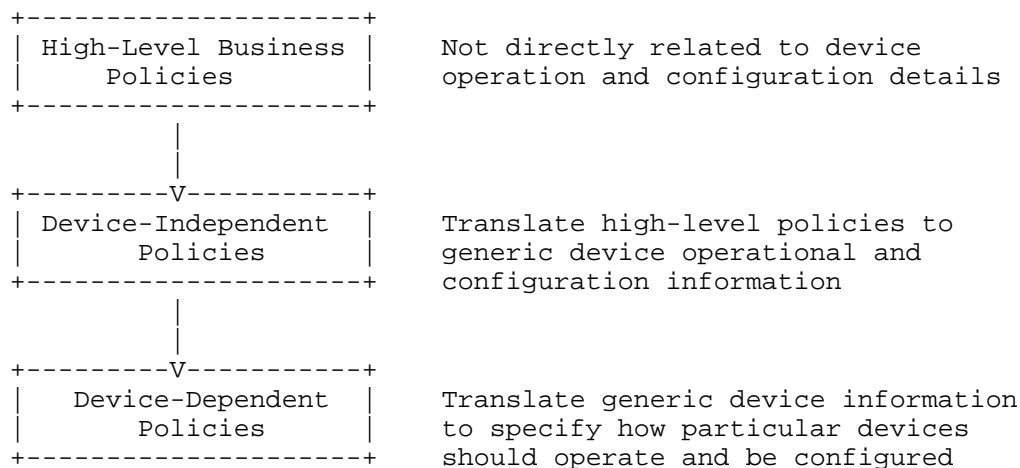 +---------------------+
| High-Level Business |    Not directly related to device
|      Policies       |    operation and configuration details
+---------------------+
          |
          |
+---------V-----------+
| Device-Independent  |    Translate high-level policies to
|      Policies       |    generic device operational and
+---------------------+    configuration information
          |
          |
+---------V-----------+
|   Device-Dependent  |    Translate generic device information
|      Policies       |    to specify how particular devices
+---------------------+    should operate and be configured